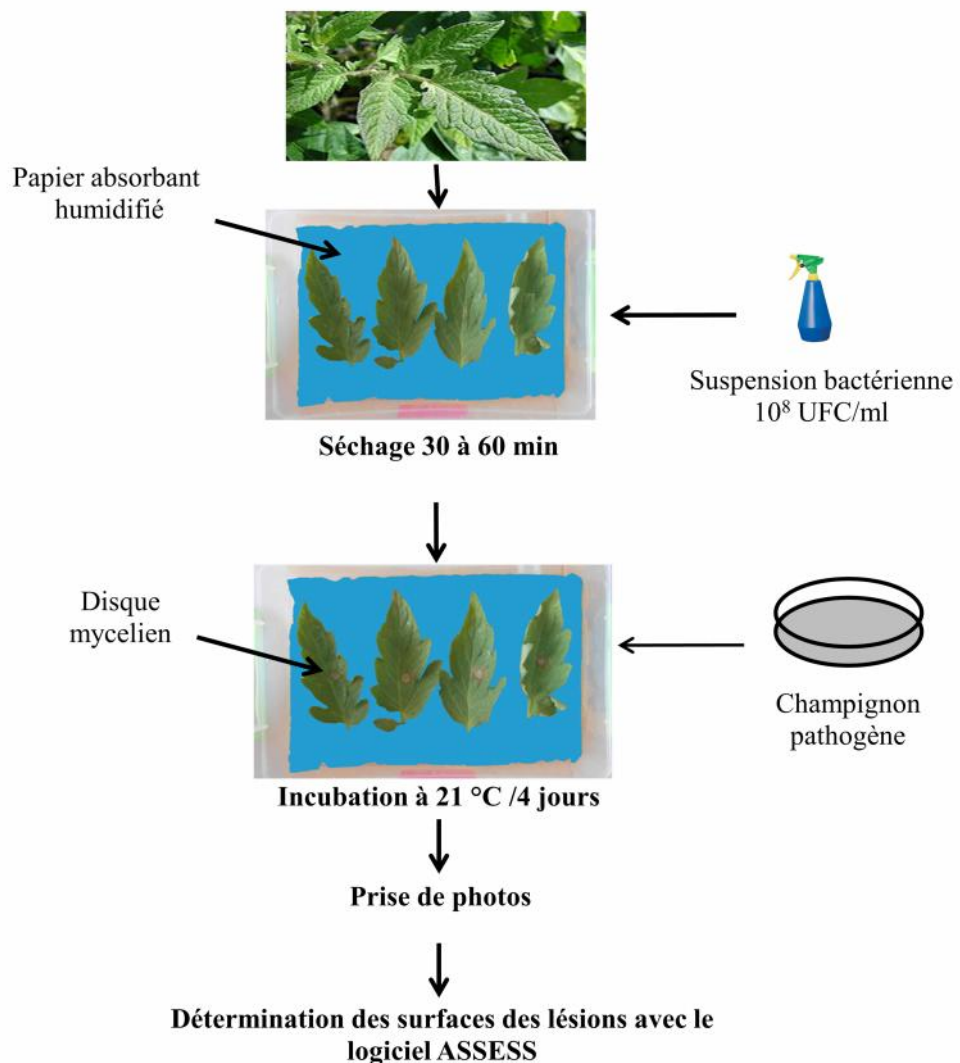 Papier absorbant
humidifié
Suspension bactérienne
10⁸ UFC/ml
Séchage 30 à 60 min
Disque
mycelien
Champignon
pathogène
Incubation à 21 °C /4 jours
Prise de photos
Détermination des surfaces des lésions avec le
logiciel ASSESS